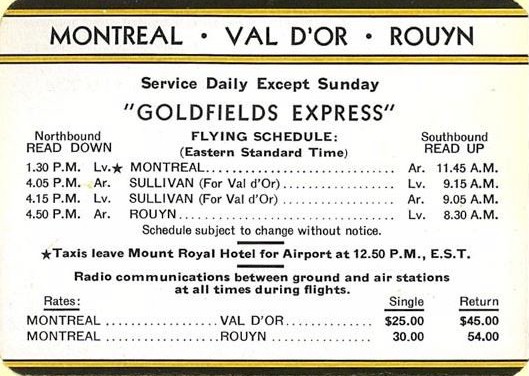 MONTREAL · VAL D'OR · ROUYN
Service Daily Except Sunday
"GOLDFIELDS EXPRESS"
Northbound FLYING SCHEDULE: Southbound
READ DOWN (Eastern Standard Time) READ UP
1.30 P.M. Lv.★ MONTREAL.................................. Ar. 11.45 A.M.
4.05 P.M. Ar. SULLIVAN (For Val d'Or) .................... Lv. 9.15 A.M.
4.15 P.M. Lv. SULLIVAN (For Val d'Or) .................... Ar. 9.05 A.M.
4.50 P.M. Ar. ROUYN....................................... Lv. 8.30 A.M.
Schedule subject to change without notice.
★Taxis leave Mount Royal Hotel for Airport at 12.50 P.M., E.S.T.
Radio communications between ground and air stations
at all times during flights.
Rates: Single Return
MONTREAL ................. VAL D'OR.............. $25.00 $45.00
MONTREAL ................. ROUYN ................. 30.00 54.00